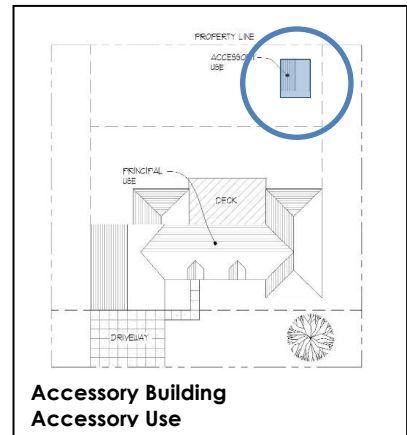 PROPERTY LINE
ACCESSORY
USE
PRINCIPAL
USE
DECK
DRIVEWAY
Accessory Building
Accessory Use